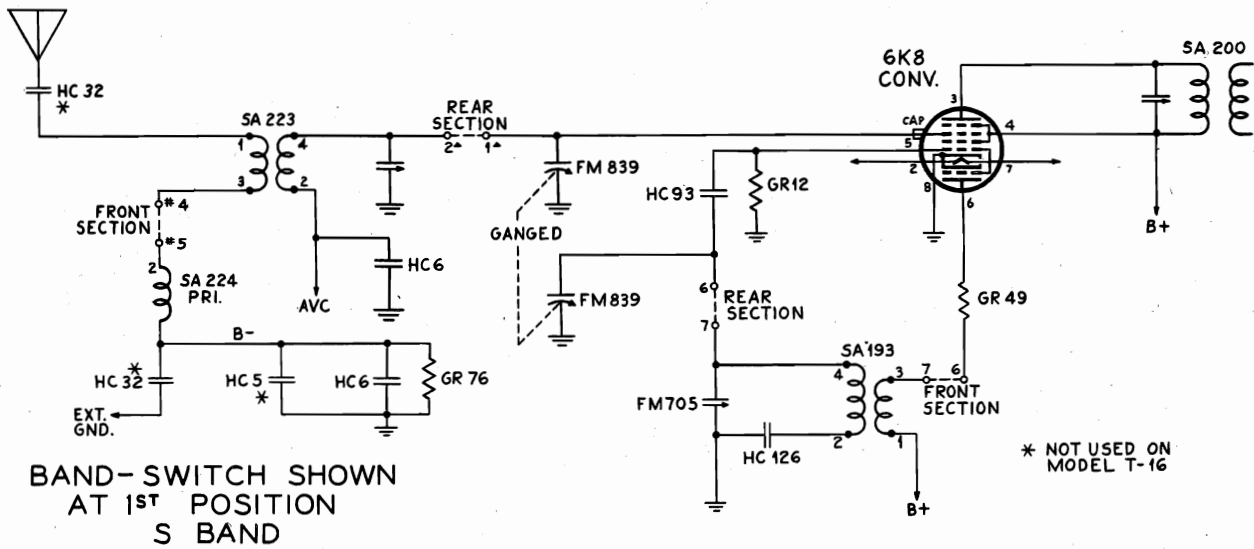 HC 32
*
SA 223
1
4
3
2
REAR
SECTION
2▲ 1▲
FRONT
SECTION
#4
#5
2
SA 224
PRI.
AVC
HC 6
B-
HC 32
*
HC 5
*
HC 6
GR 76
EXT.
GND.
FM 839
GANGED
FM 839
HC 93
GR 12
6
7
REAR
SECTION
FM 705
HC 126
SA 193
4
3
2
1
7 6
FRONT
SECTION
B+
GR 49
6K8
CONV.
CAP
3
4
5
2
7
8
6
SA 200
B+
* NOT USED ON
MODEL T-16
BAND-SWITCH SHOWN
AT 1ST POSITION
S BAND